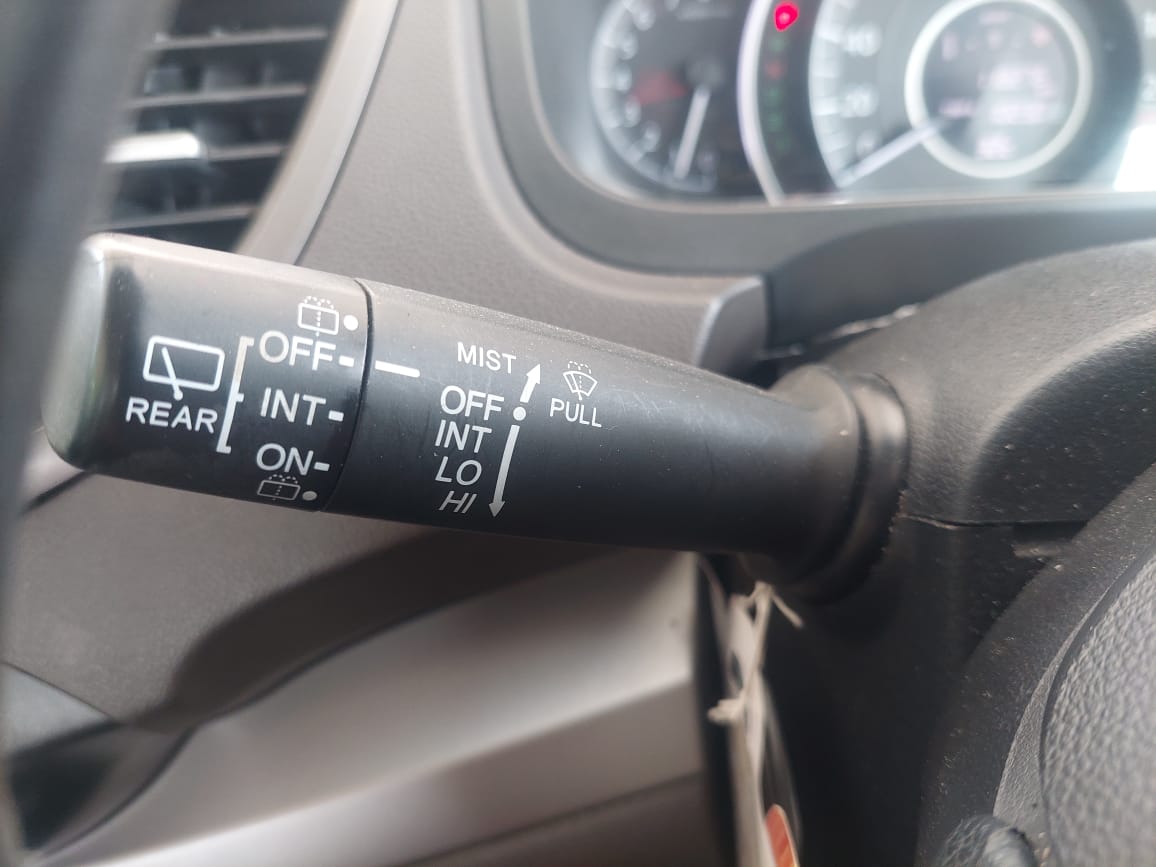 REAR
OFF
INT
ON
MIST
OFF
INT
LO
HI
PULL